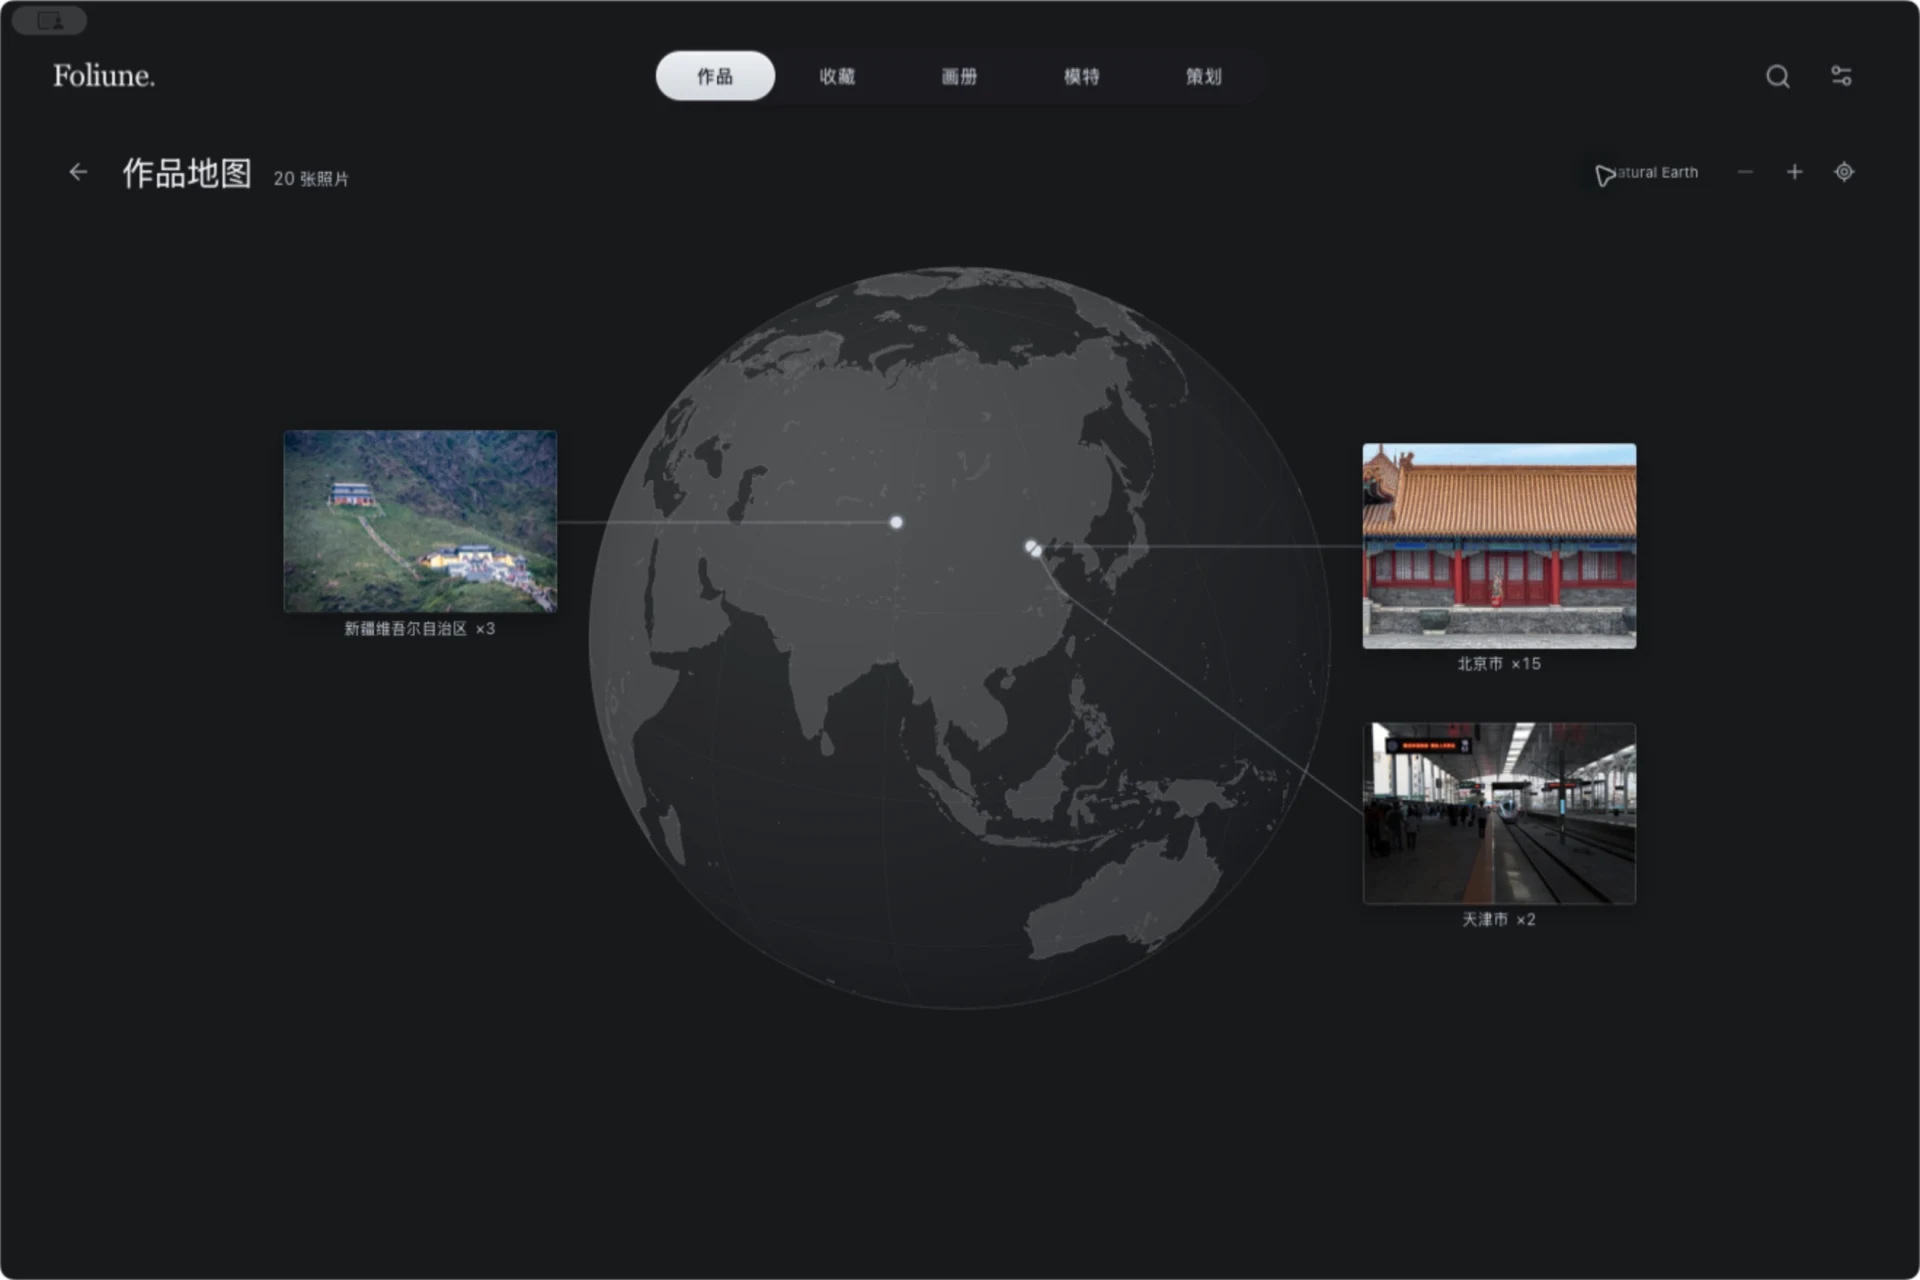 Foliune.
作品
收藏
画册
模特
策划
作品地图
20 张照片
atural Earth
新疆维吾尔自治区 ×3
北京市 ×15
天津市 ×2